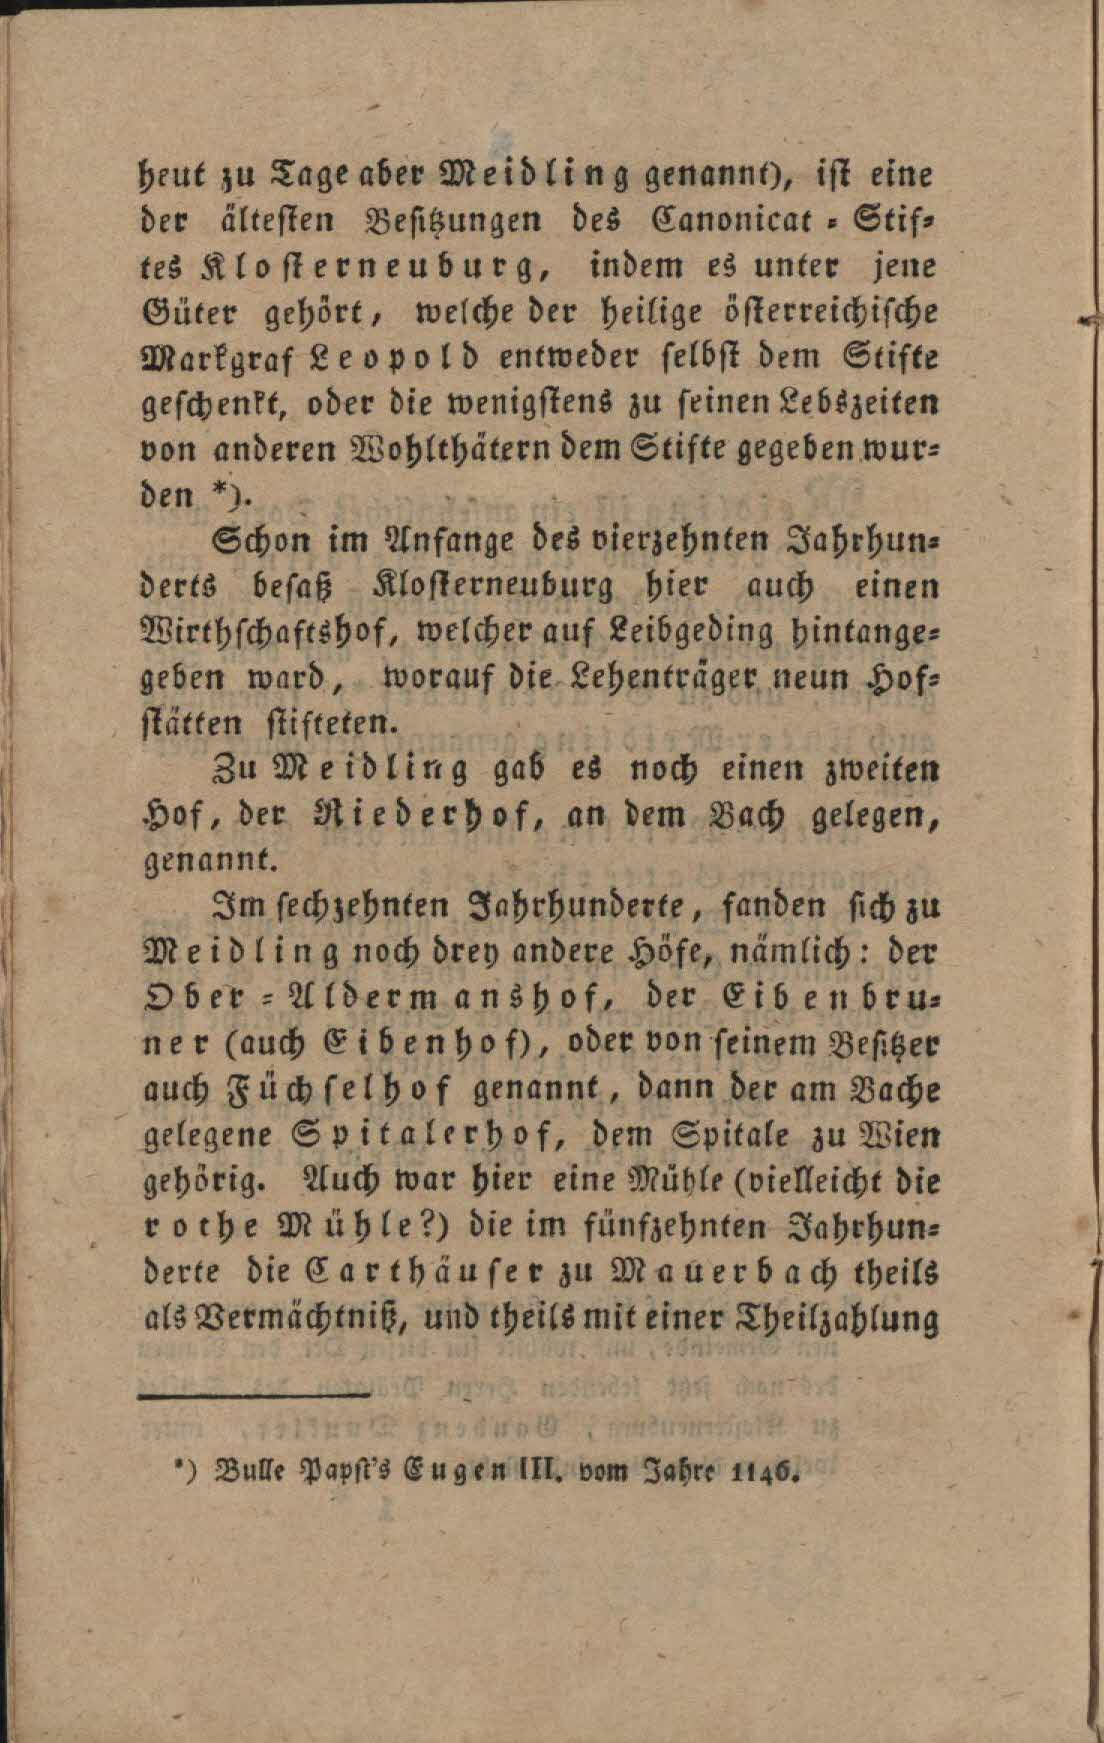 heut zu Tage aber Meidling genannt), ist eine
der ältesten Besitzungen des Canonicat-Stif-
tes Klosterneuburg, indem es unter jene
Güter gehört, welche der heilige österreichische
Markgraf Leopold entweder selbst dem Stifte
geschenkt, oder die wenigstens zu seinen Lebszeiten
von anderen Wohlthätern dem Stifte gegeben wur-
den *).
Schon im Anfange des vierzehnten Jahrhun-
derts besaß Klosterneuburg hier auch einen
Wirthschaftshof, welcher auf Leibgeding hintange-
geben ward, worauf die Lehenträger neun Hof-
stätten stifteten.
Zu Meidling gab es noch einen zweiten
Hof, der Niederhof, an dem Bach gelegen,
genannt.
Im sechzehnten Jahrhunderte, fanden sich zu
Meidling noch drey andere Höfe, nämlich: der
Ober-Aldermanshof, der Eibenbru-
ner (auch Eibenhof), oder von seinem Besitzer
auch Füchselhof genannt, dann der am Bache
gelegene Spitalerhof, dem Spitale zu Wien
gehörig. Auch war hier eine Mühle (vielleicht die
rothe Mühle?) die im fünfzehnten Jahrhun-
derte die Carthäuser zu Mauerbach theils
als Vermächtniß, und theils mit einer Theilzahlung
*) Bulle Papst's Eugen III. vom Jahre 1146.